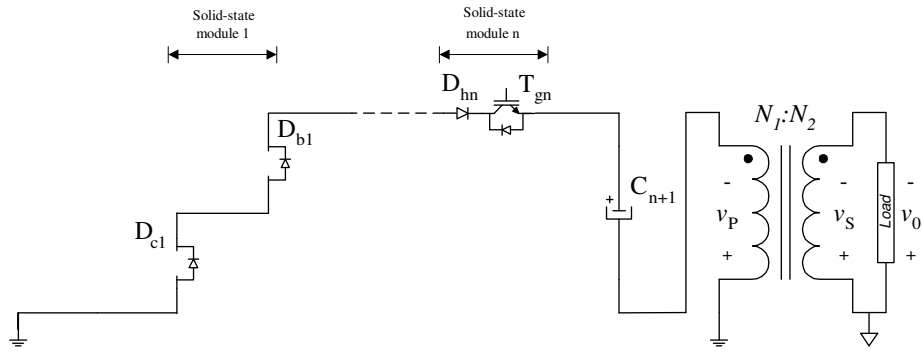 Solid-state
module 1
Solid-state
module n
D_hn
T_gn
N_1:N_2
D_b1
C_n+1
+
D_c1
-
v_P
+
-
v_S
+
Load
-
v_0
+